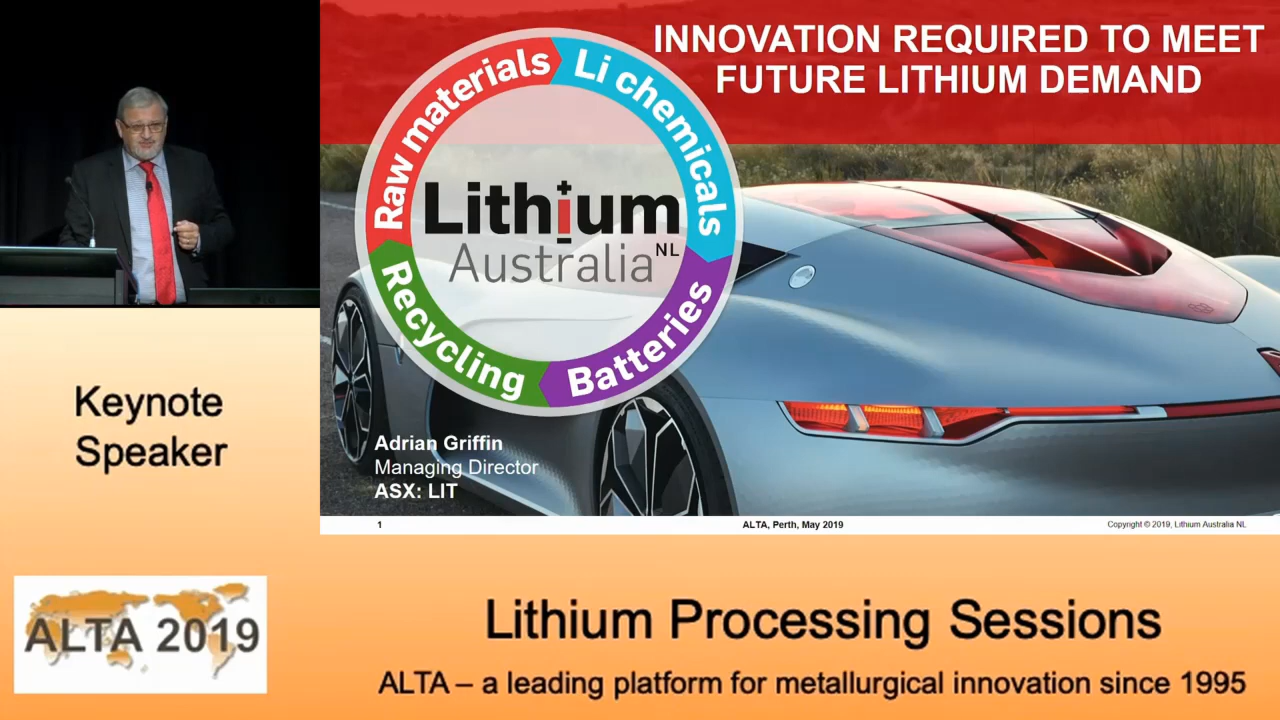 INNOVATION REQUIRED TO MEET
FUTURE LITHIUM DEMAND
Raw materials
Li chemicals
Lithium
Australia NL
Recycling
Batteries
Adrian Griffin
Managing Director
ASX: LIT
1
ALTA, Perth, May 2019
Copyright © 2019, Lithium Australia NL
Keynote
Speaker
ALTA 2019
Lithium Processing Sessions
ALTA – a leading platform for metallurgical innovation since 1995